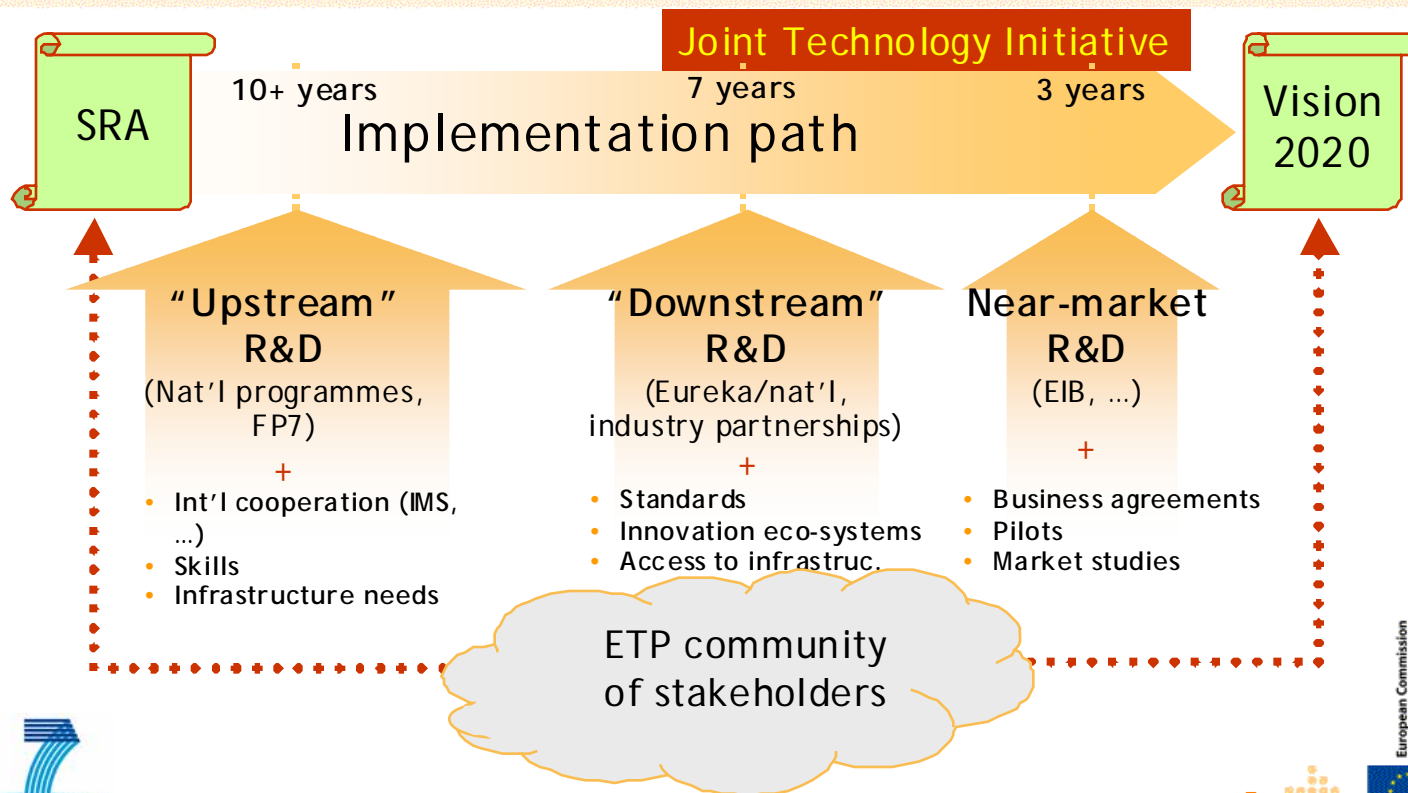 Joint Technology Initiative
SRA
10+ years
7 years
3 years
Implementation path
Vision
2020
“Upstream”
R&D
(Nat’l programmes,
FP7)
+
• Int’l cooperation (IMS,
…)
• Skills
• Infrastructure needs
“Downstream”
R&D
(Eureka/nat’l,
industry partnerships)
+
• Standards
• Innovation eco-systems
• Access to infrastruc.
Near-market
R&D
(EIB, …)
+
• Business agreements
• Pilots
• Market studies
ETP community
of stakeholders
European Commission
7